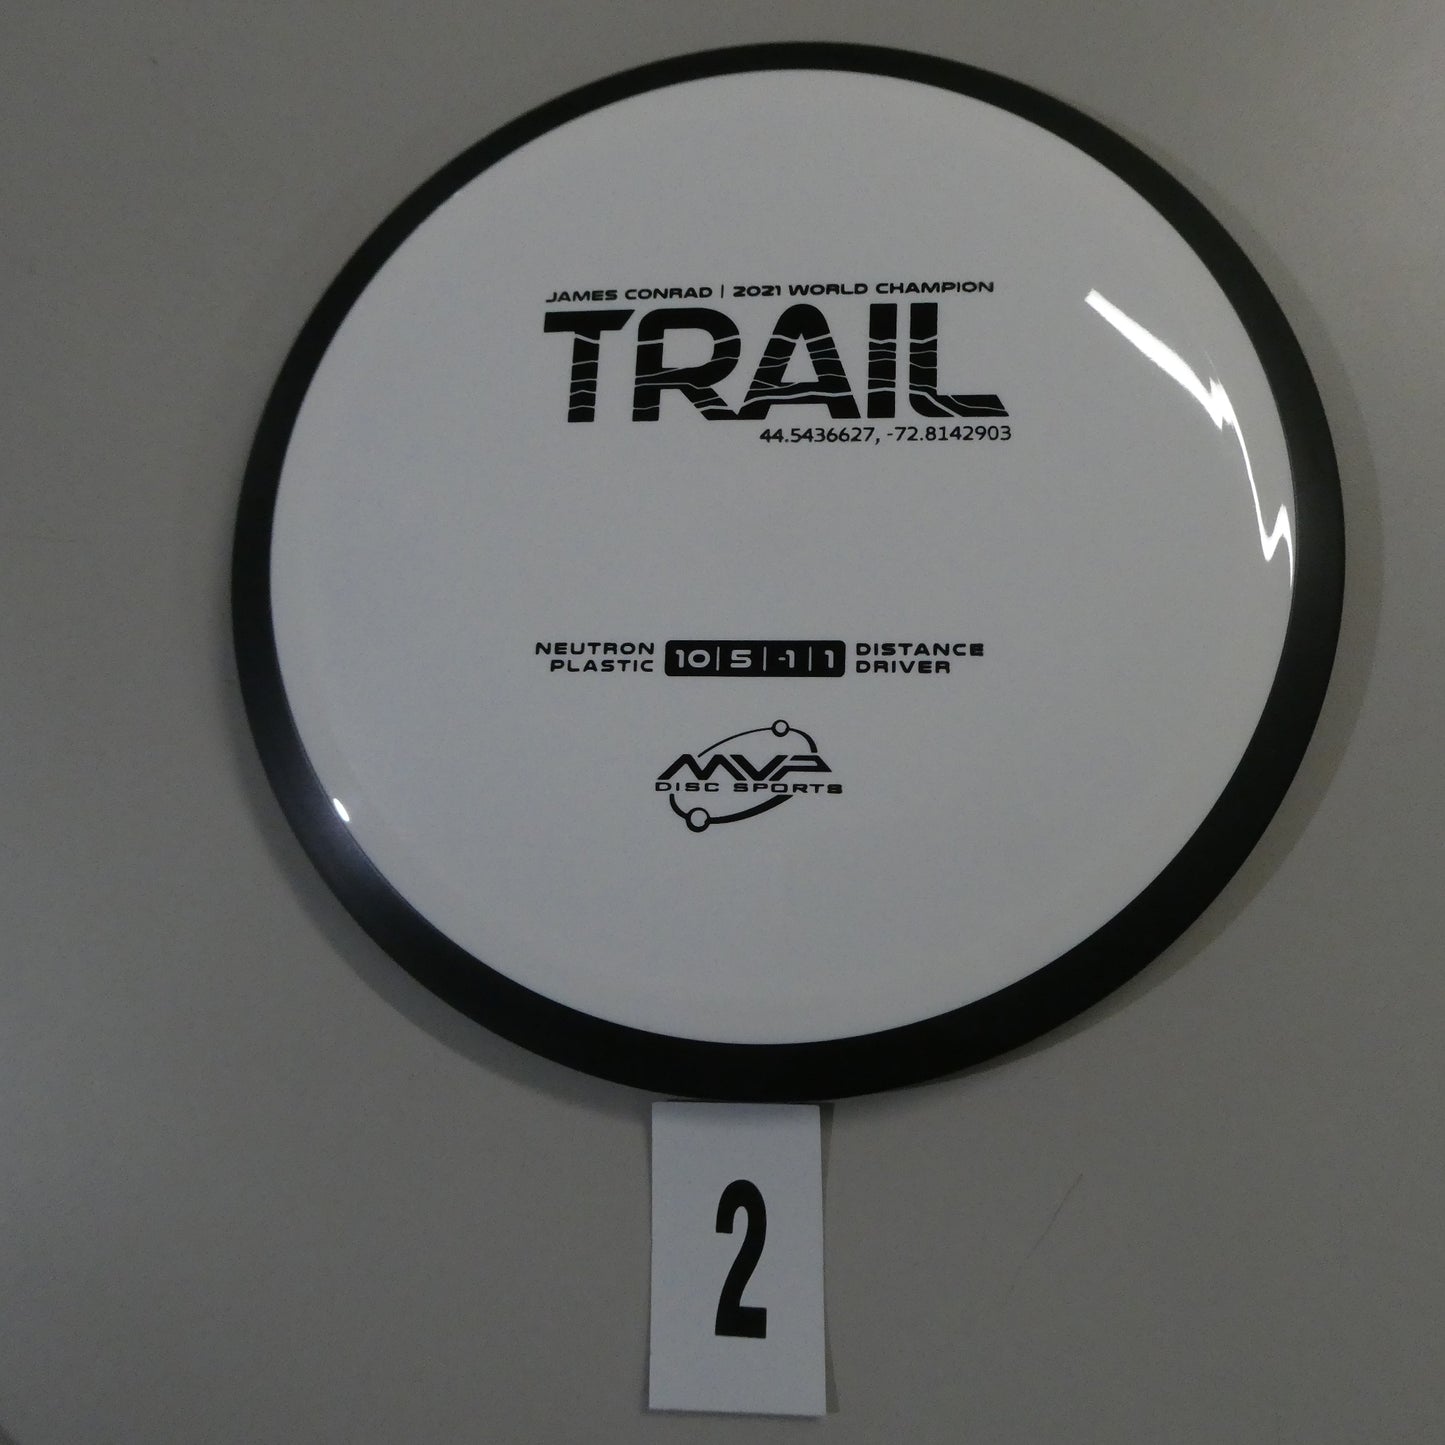 JAMES CONRAD | 2021 WORLD CHAMPION
TRAIL
44.5436627, -72.8142903
NEUTRON PLASTIC 10|5|-1|1 DISTANCE DRIVER
MVP
DISC SPORTS
2